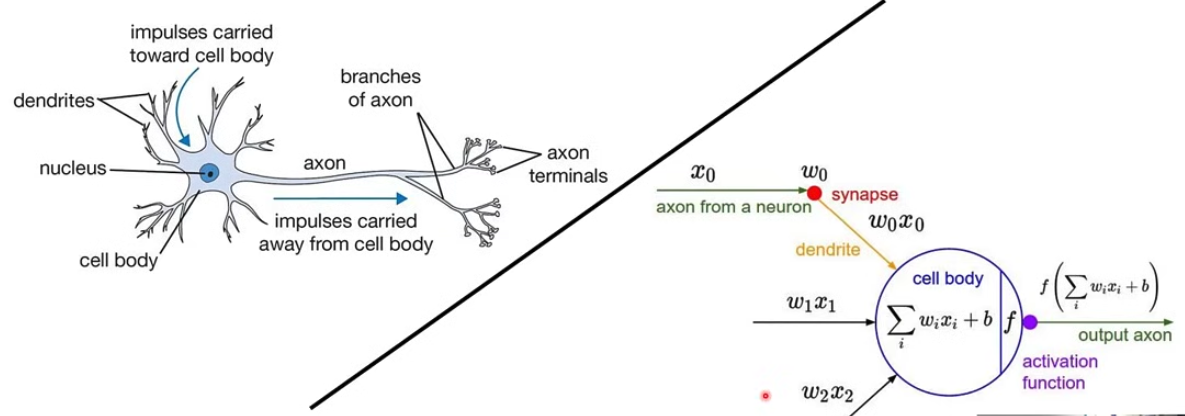 impulses carried
toward cell body
dendrites
nucleus
cell body
axon
impulses carried
away from cell body
branches
of axon
axon
terminals
x₀
w₀
axon from a neuron
synapse
w₀x₀
dendrite
cell body
w₁x₁
∑ᵢ wᵢxᵢ + b
f
f(∑ᵢ wᵢxᵢ + b)
output axon
activation
function
w₂x₂